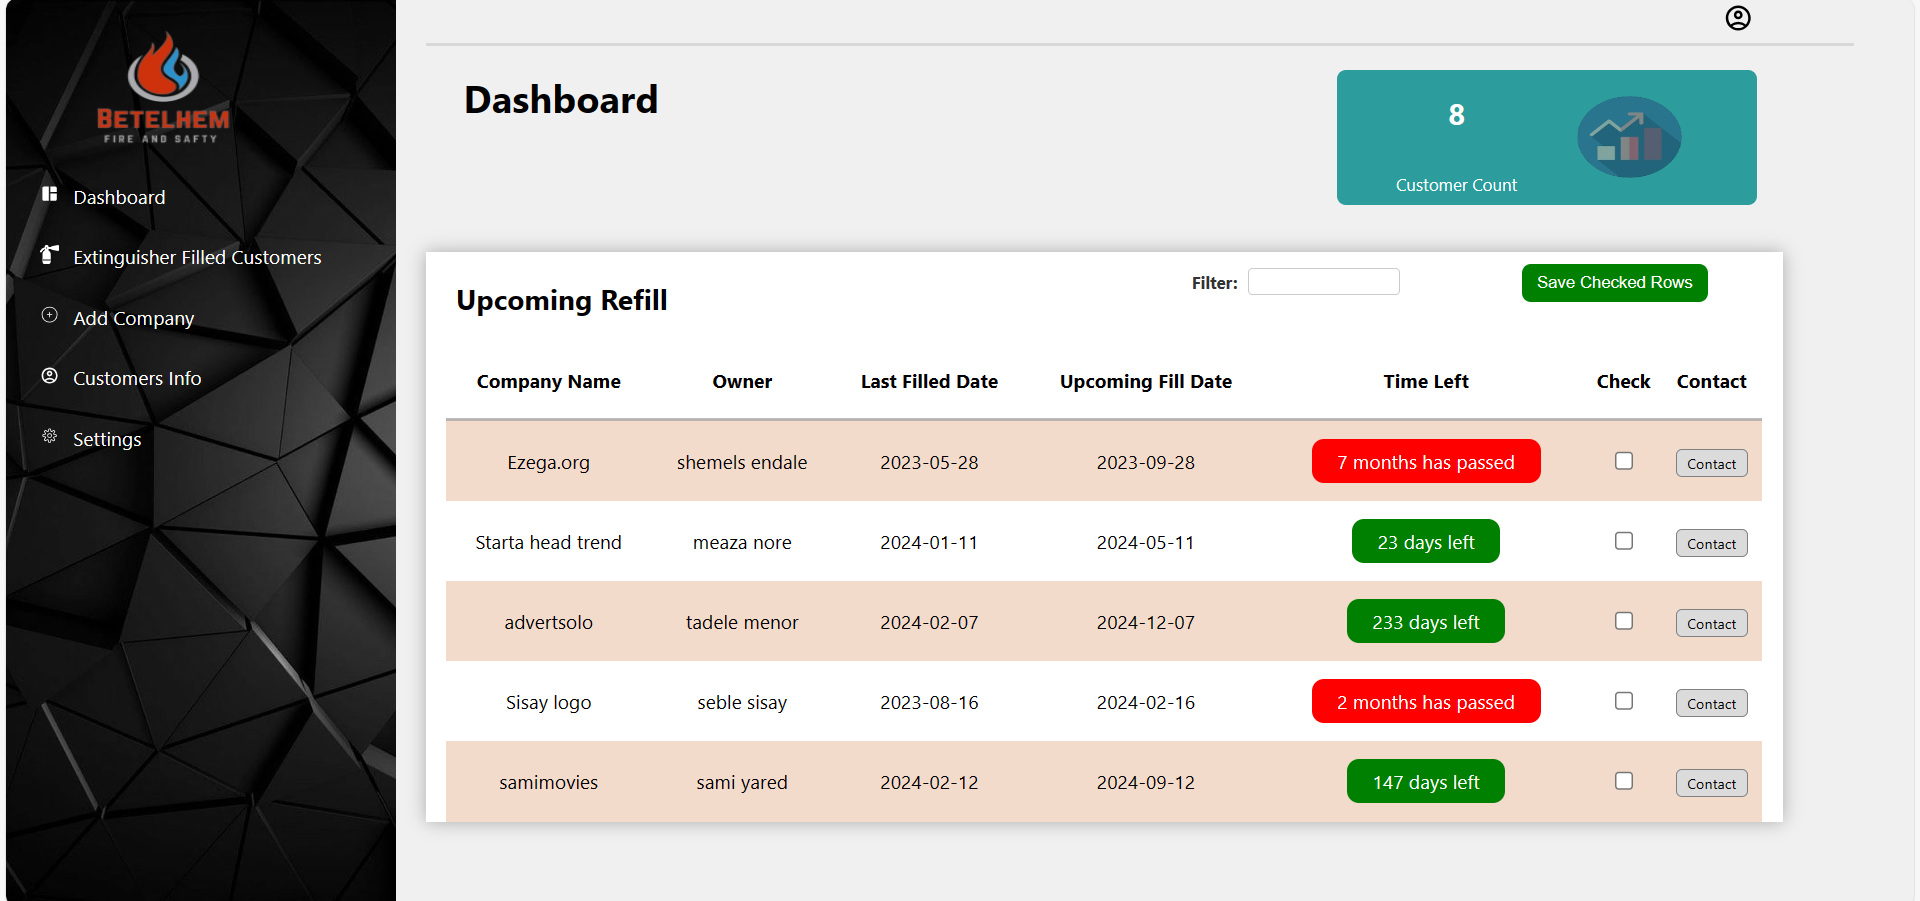 BETELHEM
FIRE AND SAFTY
Dashboard
Extinguisher Filled Customers
Add Company
Customers Info
Settings
Dashboard
8
Customer Count
Upcoming Refill
Filter:
Save Checked Rows
Company Name Owner Last Filled Date Upcoming Fill Date Time Left Check Contact
Ezega.org shemels endale 2023-05-28 2023-09-28 7 months has passed Contact
Starta head trend meaza nore 2024-01-11 2024-05-11 23 days left Contact
advertsolo tadele menor 2024-02-07 2024-12-07 233 days left Contact
Sisay logo seble sisay 2023-08-16 2024-02-16 2 months has passed Contact
samimovies sami yared 2024-02-12 2024-09-12 147 days left Contact